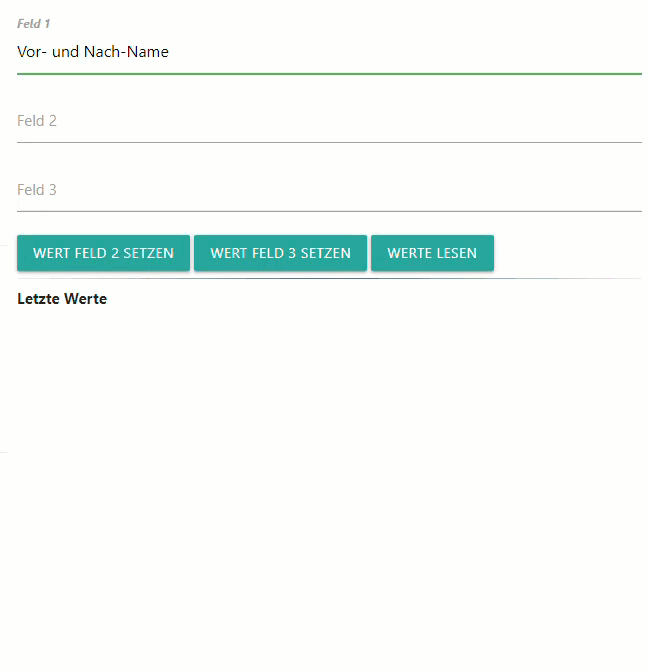 Feld 1
Vor- und Nach-Name
Feld 2
Feld 3
WERT FELD 2 SETZEN WERT FELD 3 SETZEN WERTE LESEN
Letzte Werte